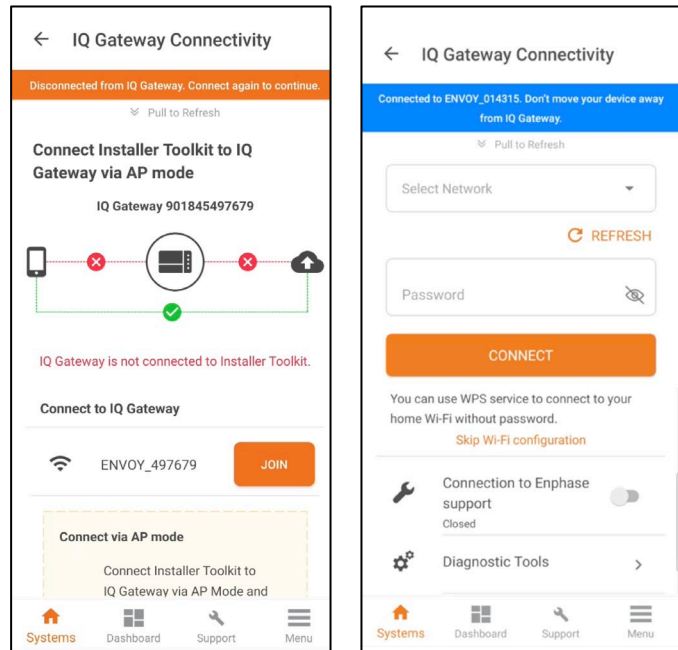 IQ Gateway Connectivity
Disconnected from IQ Gateway. Connect again to continue.
Pull to Refresh
Connect Installer Toolkit to IQ
Gateway via AP mode
IQ Gateway 901845497679
IQ Gateway is not connected to Installer Toolkit.
Connect to IQ Gateway
ENVOY_497679
JOIN
Connect via AP mode
Connect Installer Toolkit to
IQ Gateway via AP Mode and
Systems
Dashboard
Support
Menu
IQ Gateway Connectivity
Connected to ENVOY_014315. Don't move your device away
from IQ Gateway.
Pull to Refresh
Select Network
REFRESH
Password
CONNECT
You can use WPS service to connect to your
home Wi-Fi without password.
Skip Wi-Fi configuration
Connection to Enphase
support
Closed
Diagnostic Tools
Systems
Dashboard
Support
Menu